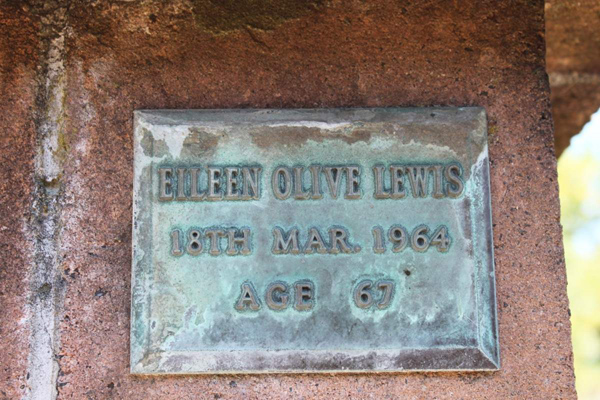 EILEEN OLIVE LEWIS
18TH MAR. 1964
AGE 67